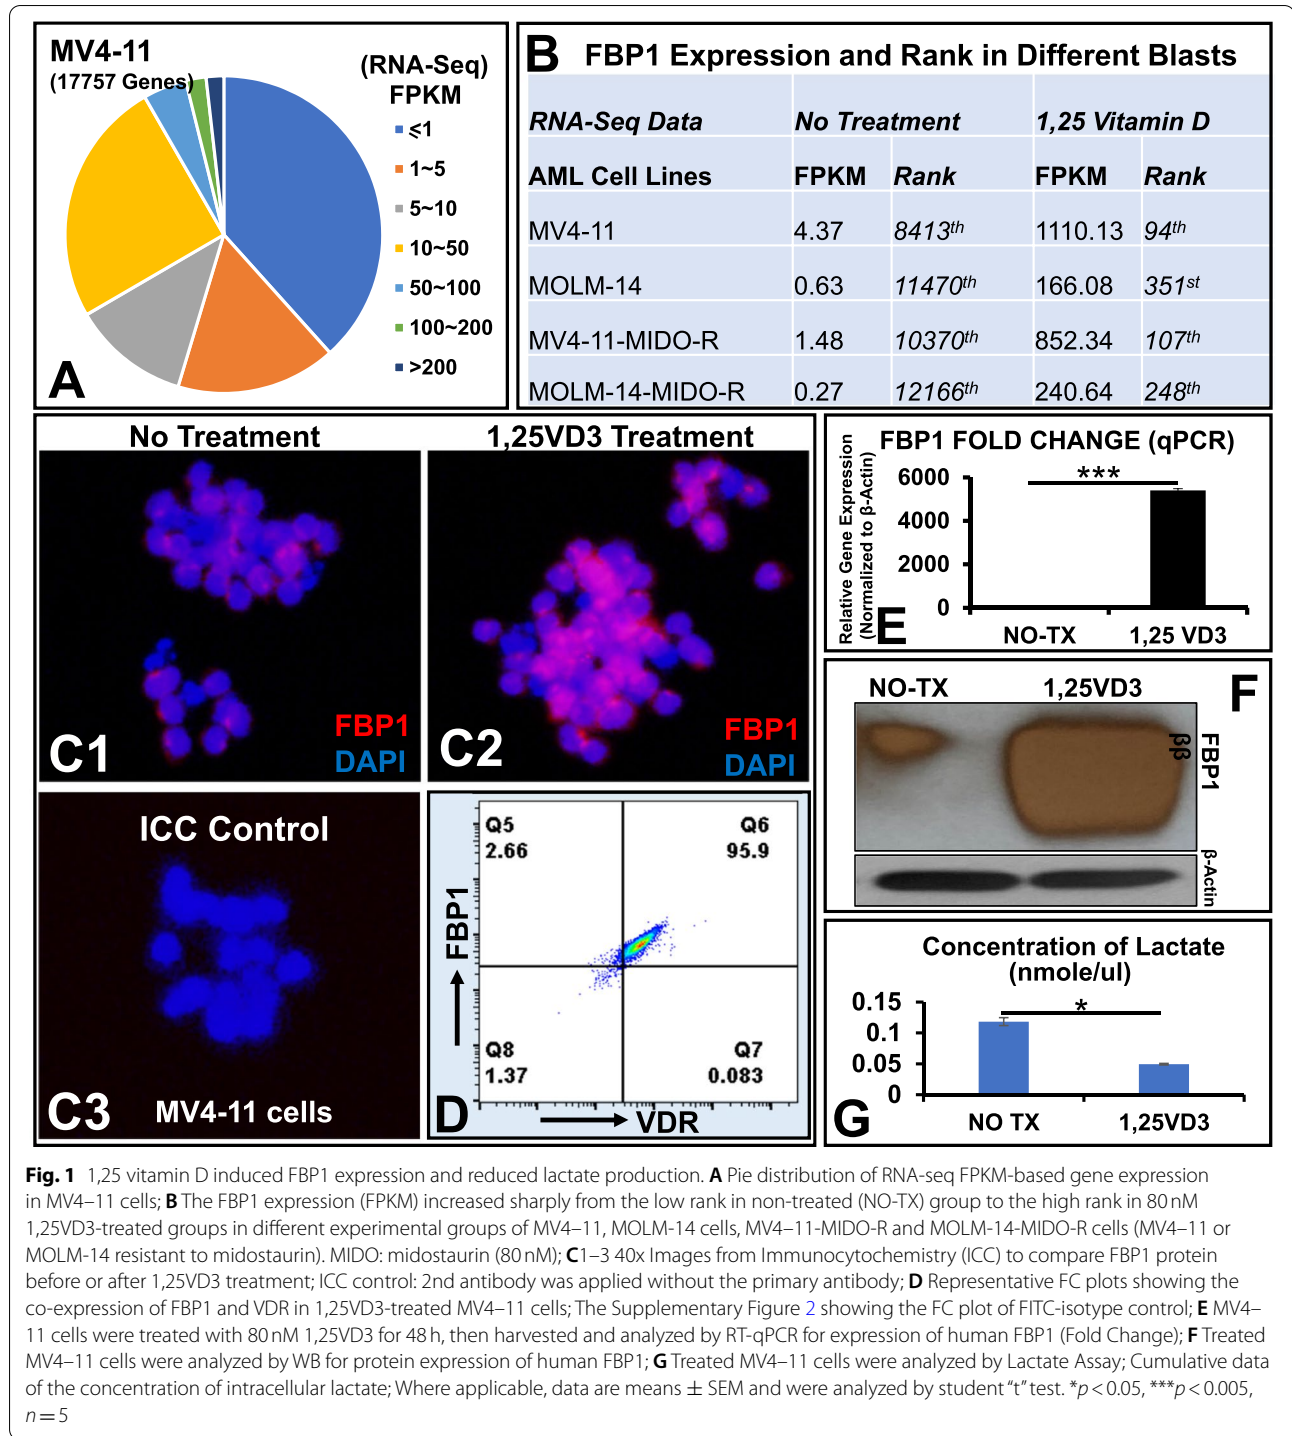 MV4-11
(17757 Genes)
(RNA-Seq)
FPKM
⩽1
1~5
5~10
10~50
50~100
100~200
>200
A
B FBP1 Expression and Rank in Different Blasts
RNA-Seq Data No Treatment 1,25 Vitamin D
AML Cell Lines FPKM Rank FPKM Rank
MV4-11 4.37 8413th 1110.13 94th
MOLM-14 0.63 11470th 166.08 351st
MV4-11-MIDO-R 1.48 10370th 852.34 107th
MOLM-14-MIDO-R 0.27 12166th 240.64 248th
No Treatment
FBP1
DAPI
C1
1,25VD3 Treatment
FBP1
DAPI
C2
ICC Control
C3 MV4-11 cells
Q5
2.66
Q6
95.9
Q8
1.37
Q7
0.083
FBP1
VDR
D
FBP1 FOLD CHANGE (qPCR)
Relative Gene Expression
(Normalized to β-Actin)
6000
4000
2000
0
***
NO-TX 1,25 VD3
E
NO-TX 1,25VD3
F
FBP1
ββ
β-Actin
Concentration of Lactate
(nmole/ul)
0.15
0.1
0.05
0
*
NO TX 1,25VD3
G
Fig. 1 1,25 vitamin D induced FBP1 expression and reduced lactate production. A Pie distribution of RNA-seq FPKM-based gene expression
in MV4–11 cells; B The FBP1 expression (FPKM) increased sharply from the low rank in non-treated (NO-TX) group to the high rank in 80 nM
1,25VD3-treated groups in different experimental groups of MV4–11, MOLM-14 cells, MV4–11-MIDO-R and MOLM-14-MIDO-R cells (MV4–11 or
MOLM-14 resistant to midostaurin). MIDO: midostaurin (80 nM); C1–3 40x Images from Immunocytochemistry (ICC) to compare FBP1 protein
before or after 1,25VD3 treatment; ICC control: 2nd antibody was applied without the primary antibody; D Representative FC plots showing the
co-expression of FBP1 and VDR in 1,25VD3-treated MV4–11 cells; The Supplementary Figure 2 showing the FC plot of FITC-isotype control; E MV4–
11 cells were treated with 80 nM 1,25VD3 for 48 h, then harvested and analyzed by RT-qPCR for expression of human FBP1 (Fold Change); F Treated
MV4–11 cells were analyzed by WB for protein expression of human FBP1; G Treated MV4–11 cells were analyzed by Lactate Assay; Cumulative data
of the concentration of intracellular lactate; Where applicable, data are means ± SEM and were analyzed by student “t” test. *p < 0.05, ***p < 0.005,
n = 5